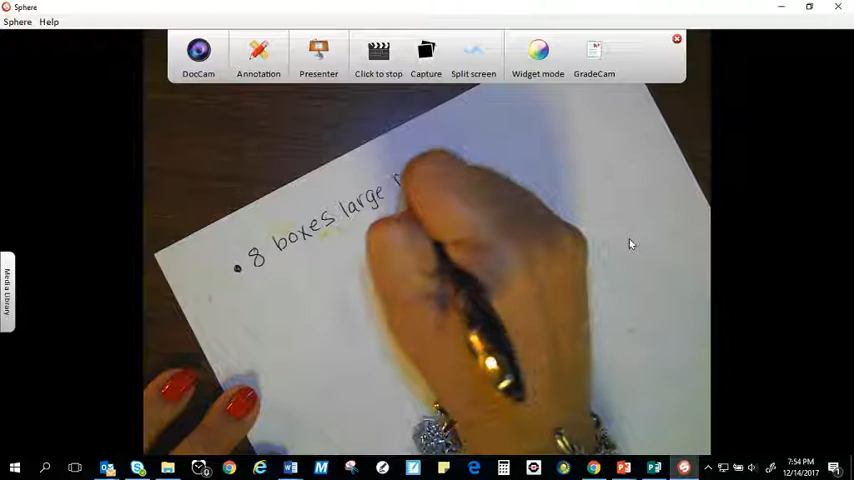 Sphere
Sphere Help
DocCam Annotation Presenter Click to stop Capture Split screen Widget mode GradeCam
• 8 boxes large
Media Library
7:54 PM
12/14/2017